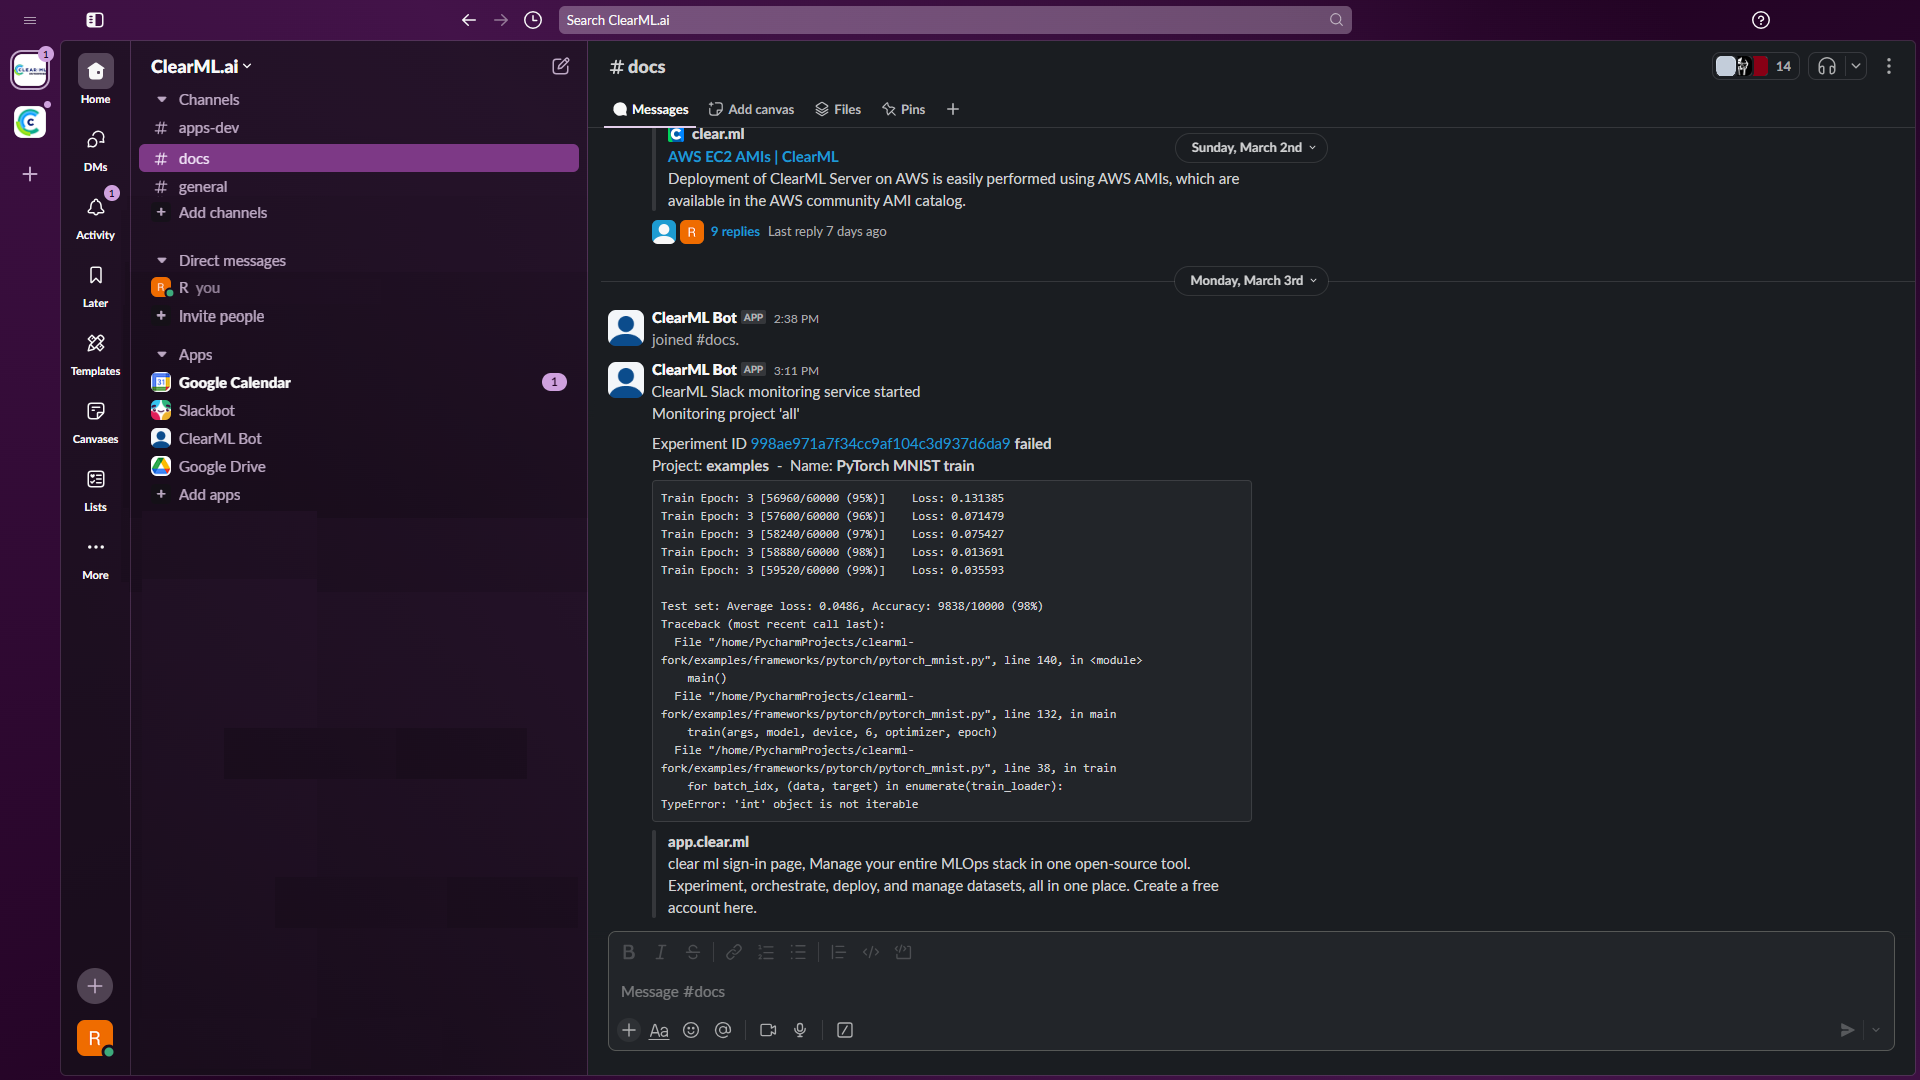 Search ClearML.ai
1
CLEAR ML
Home
DMs
1
Activity
Later
Templates
Canvases
Lists
More
R
ClearML.ai
Channels
# apps-dev
# docs
# general
+ Add channels
Direct messages
R R you
+ Invite people
Apps
31 Google Calendar 1
Slackbot
ClearML Bot
Google Drive
+ Add apps
# docs
14
Messages Add canvas Files Pins
C clear.ml
Sunday, March 2nd
AWS EC2 AMIs | ClearML
Deployment of ClearML Server on AWS is easily performed using AWS AMIs, which are
available in the AWS community AMI catalog.
R 9 replies Last reply 7 days ago
Monday, March 3rd
ClearML Bot APP 2:38 PM
joined #docs.
ClearML Bot APP 3:11 PM
ClearML Slack monitoring service started
Monitoring project 'all'
Experiment ID 998ae971a7f34cc9af104c3d937d6da9 failed
Project: examples - Name: PyTorch MNIST train
Train Epoch: 3 [56960/60000 (95%)] Loss: 0.131385
Train Epoch: 3 [57600/60000 (96%)] Loss: 0.071479
Train Epoch: 3 [58240/60000 (97%)] Loss: 0.075427
Train Epoch: 3 [58880/60000 (98%)] Loss: 0.013691
Train Epoch: 3 [59520/60000 (99%)] Loss: 0.035593
Test set: Average loss: 0.0486, Accuracy: 9838/10000 (98%)
Traceback (most recent call last):
File "/home/PycharmProjects/clearml-
fork/examples/frameworks/pytorch/pytorch_mnist.py", line 140, in <module>
main()
File "/home/PycharmProjects/clearml-
fork/examples/frameworks/pytorch/pytorch_mnist.py", line 132, in main
train(args, model, device, 6, optimizer, epoch)
File "/home/PycharmProjects/clearml-
fork/examples/frameworks/pytorch/pytorch_mnist.py", line 38, in train
for batch_idx, (data, target) in enumerate(train_loader):
TypeError: 'int' object is not iterable
app.clear.ml
clear ml sign-in page, Manage your entire MLOps stack in one open-source tool.
Experiment, orchestrate, deploy, and manage datasets, all in one place. Create a free
account here.
Message #docs
Aa